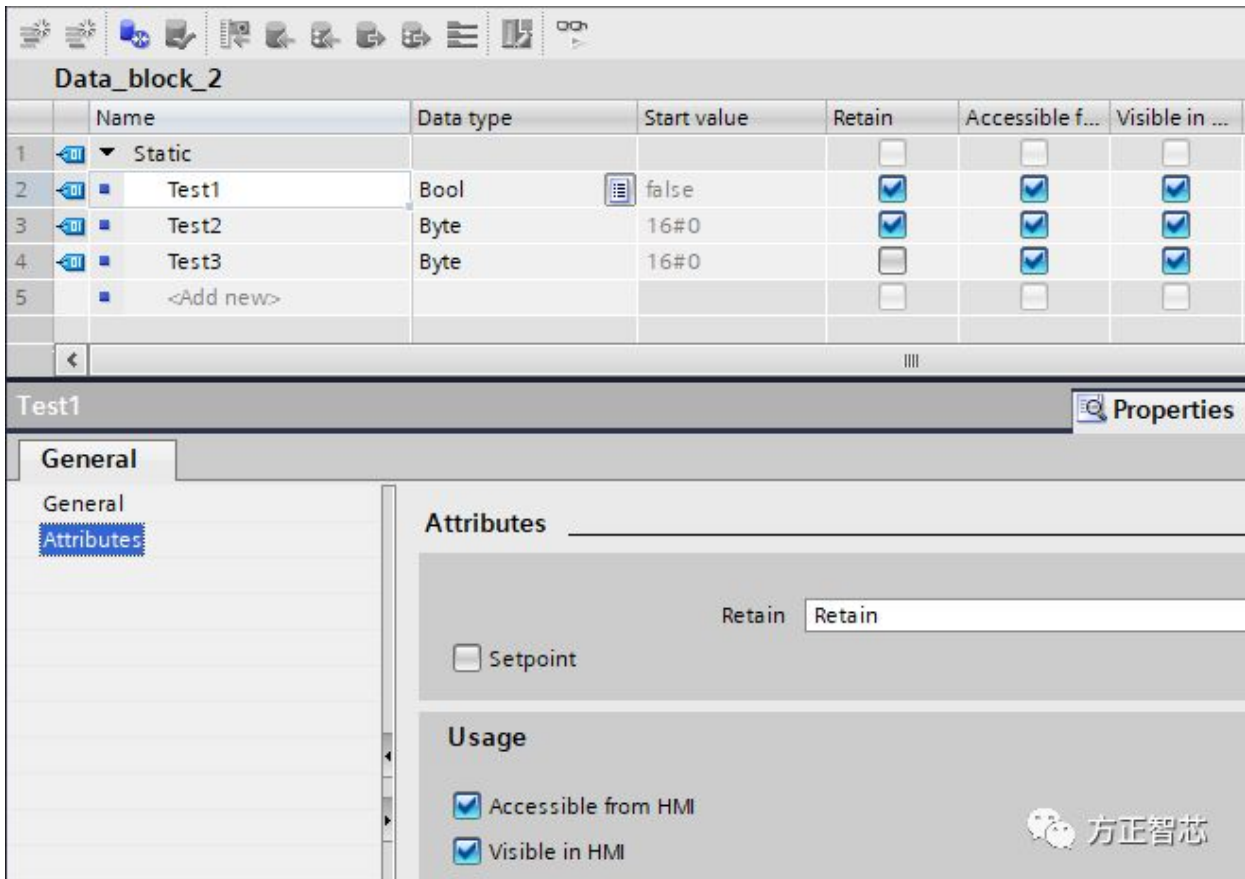 Data_block_2
Name Data type Start value Retain Accessible f... Visible in ...
1 Static
2 Test1 Bool false
3 Test2 Byte 16#0
4 Test3 Byte 16#0
5 <Add new>
Test1 Properties
General
General
Attributes
Attributes
Retain Retain
Setpoint
Usage
Accessible from HMI
Visible in HMI
方正智芯